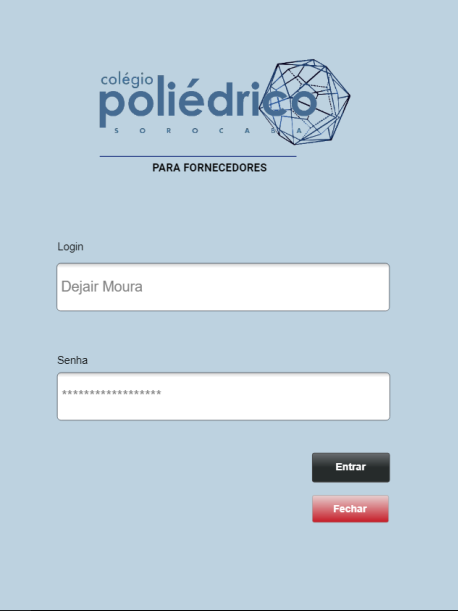 colégio
poliédrico
SOROCABA
PARA FORNECEDORES
Login
Dejair Moura
Senha
******************
Entrar
Fechar